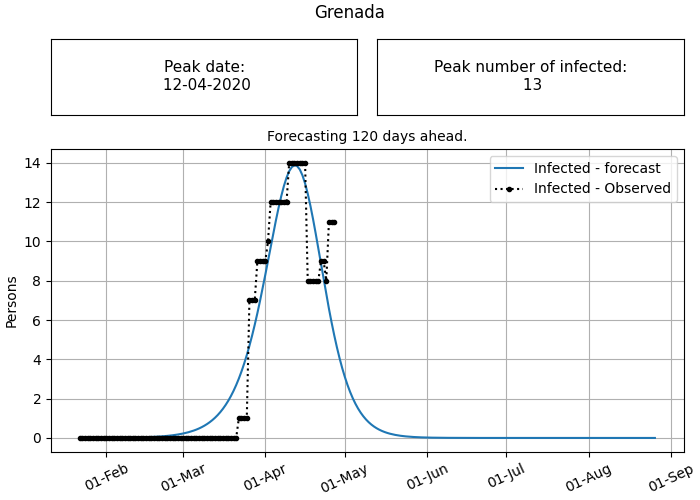 Grenada
Peak date:
12-04-2020
Peak number of infected:
13
Forecasting 120 days ahead.
Infected - forecast
Infected - Observed
Persons
14
12
10
8
6
4
2
0
01-Feb
01-Mar
01-Apr
01-May
01-Jun
01-Jul
01-Aug
01-Sep